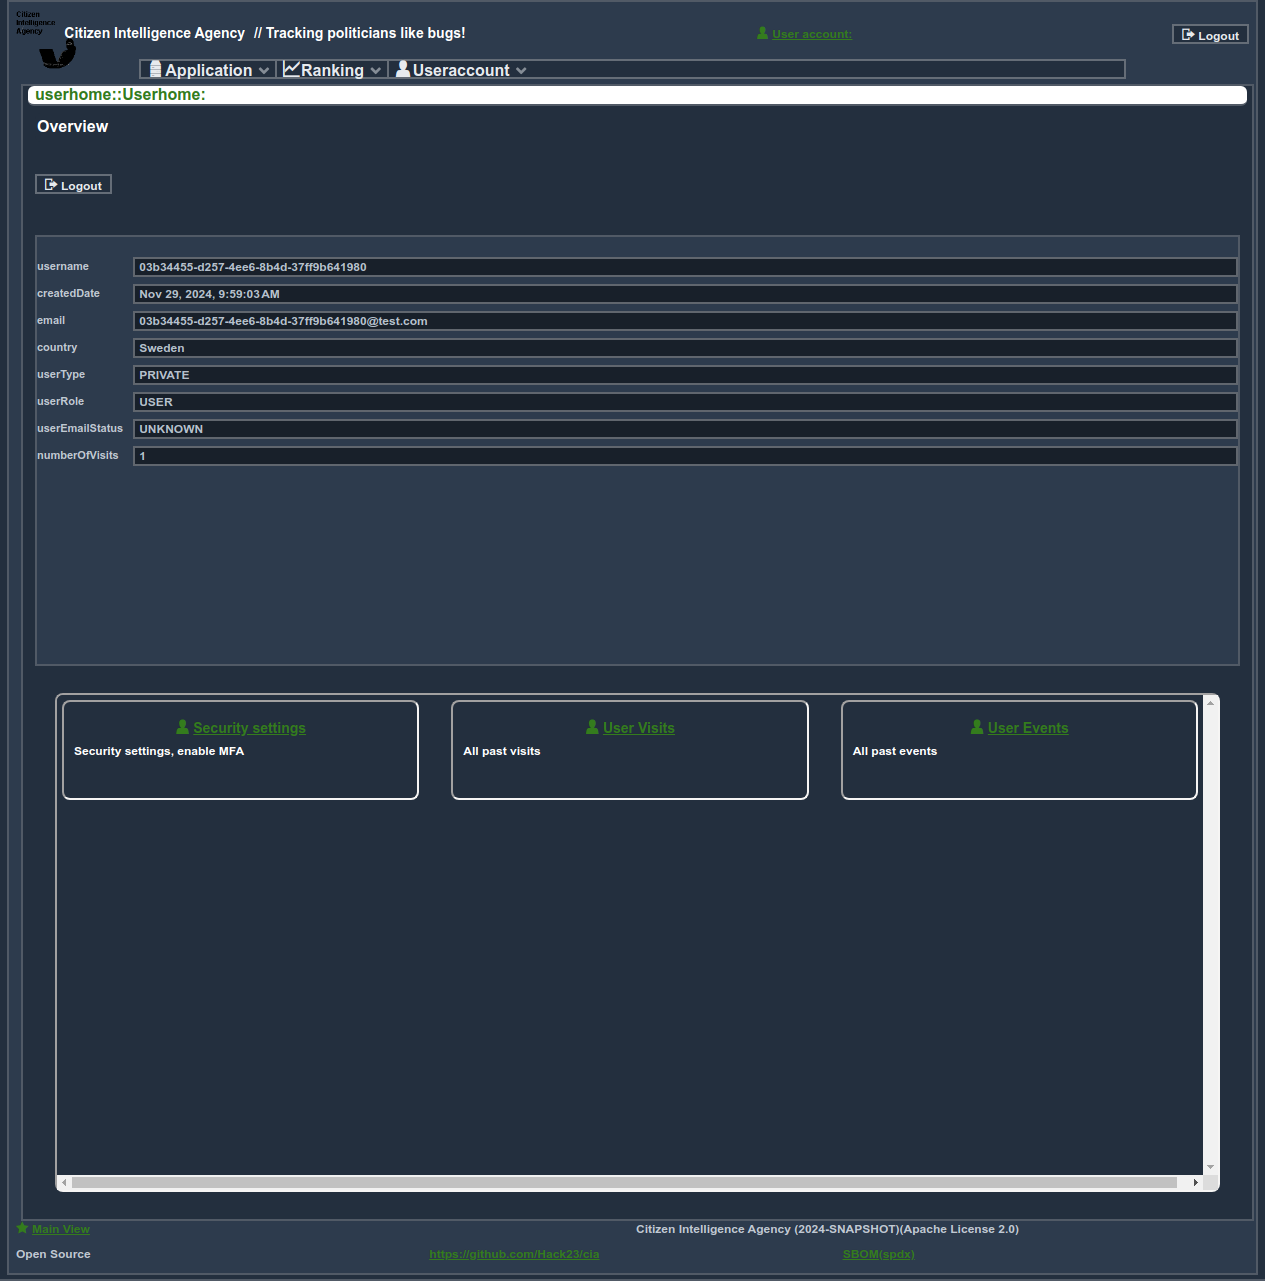 Citizen
Intelligence
Agency
Citizen Intelligence Agency // Tracking politicians like bugs!
User account:
Logout
Application
Ranking
Useraccount
userhome::Userhome:
Overview
Logout
username
03b34455-d257-4ee6-8b4d-37ff9b641980
createdDate
Nov 29, 2024, 9:59:03 AM
email
03b34455-d257-4ee6-8b4d-37ff9b641980@test.com
country
Sweden
userType
PRIVATE
userRole
USER
userEmailStatus
UNKNOWN
numberOfVisits
1
Security settings
Security settings, enable MFA
User Visits
All past visits
User Events
All past events
Main View
Citizen Intelligence Agency (2024-SNAPSHOT)(Apache License 2.0)
Open Source
https://github.com/Hack23/cia
SBOM(spdx)